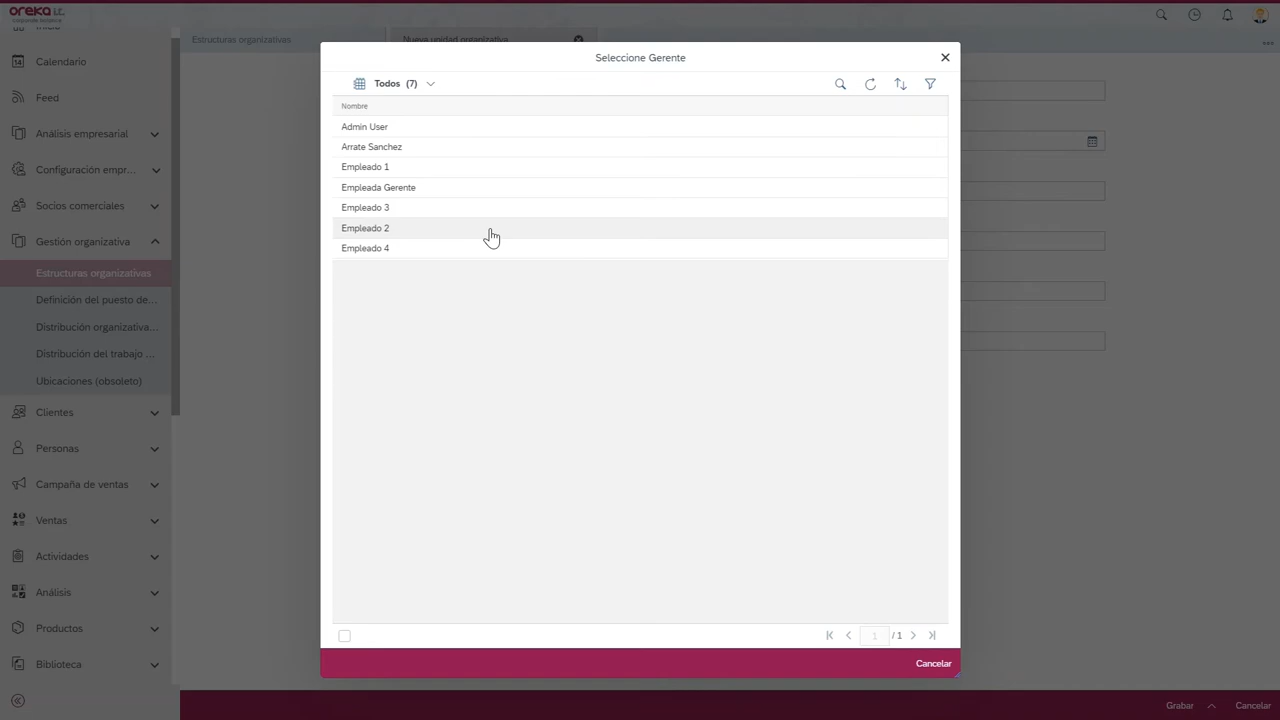 oreka i.t.
Inicio
Calendario
Feed
Análisis empresarial
Configuración empr...
Socios comerciales
Gestión organizativa
Estructuras organizativas
Definición del puesto de...
Distribución organizativa...
Distribución del trabajo ...
Ubicaciones (obsoleto)
Clientes
Personas
Campaña de ventas
Ventas
Actividades
Análisis
Productos
Biblioteca
Estructuras organizativas
Nueva unidad organizativa
Seleccione Gerente
Todos (7)
Nombre
Admin User
Arrate Sanchez
Empleado 1
Empleada Gerente
Empleado 3
Empleado 2
Empleado 4
1 / 1
Cancelar
Grabar
Cancelar